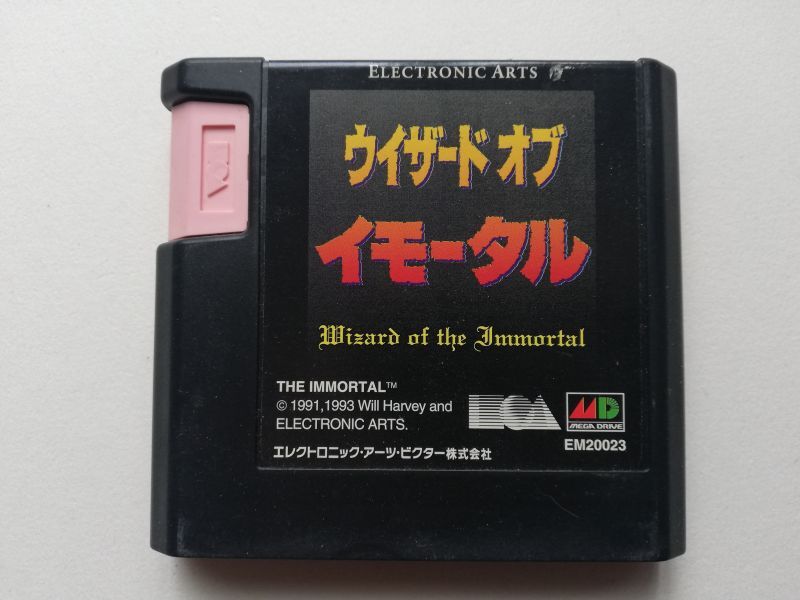 ELECTRONIC ARTS
ウイザード オブ
イモータル
Wizard of the Immortal
THE IMMORTAL™
© 1991,1993 Will Harvey and
ELECTRONIC ARTS.
エレクトロニック・アーツ・ビクター株式会社
EA
MD
MEGA DRIVE
EM20023